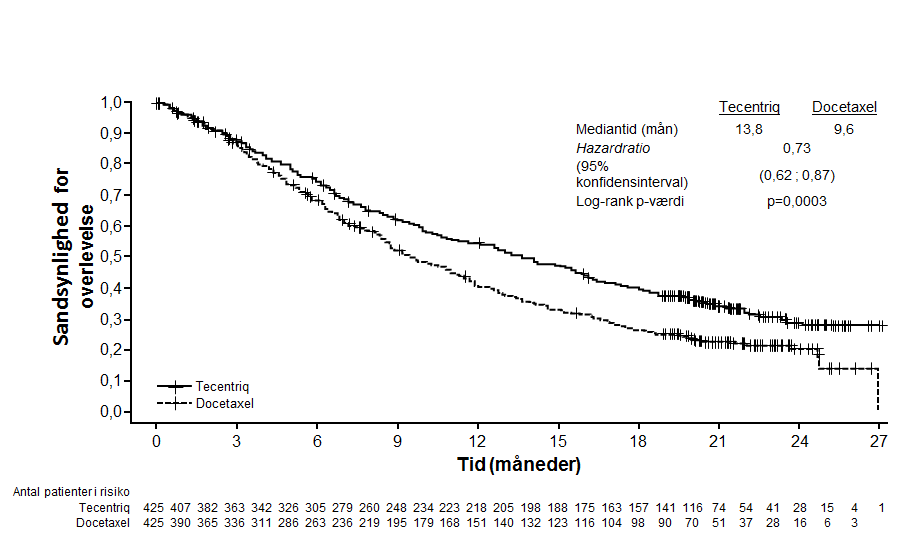 Tecentriq Docetaxel
Mediantid (mån) 13,8 9,6
Hazardratio 0,73
(95%
konfidensinterval) (0,62 ; 0,87)
Log-rank p-værdi p=0,0003
Sandsynlighed for
overlevelse
1,0
0,9
0,8
0,7
0,6
0,5
0,4
0,3
0,2
0,1
0,0
Tecentriq
Docetaxel
0 3 6 9 12 15 18 21 24 27
Tid (måneder)
Antal patienter i risiko
Tecentriq 425 407 382 363 342 326 305 279 260 248 234 223 218 205 198 188 175 163 157 141 116 74 54 41 28 15 4 1
Docetaxel 425 390 365 336 311 286 263 236 219 195 179 168 151 140 132 123 116 104 98 90 70 51 37 28 16 6 3